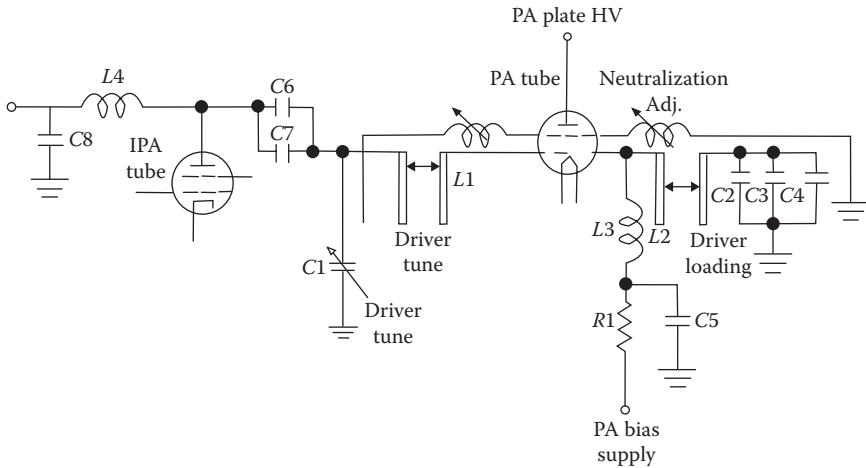 PA plate HV
L4
C6
PA tube
Neutralization
Adj.
C8
IPA
tube
C7
L1
C2
C3
C4
Driver
tune
L3
L2
Driver
loading
C1
Driver
tune
R1
C5
PA bias
supply